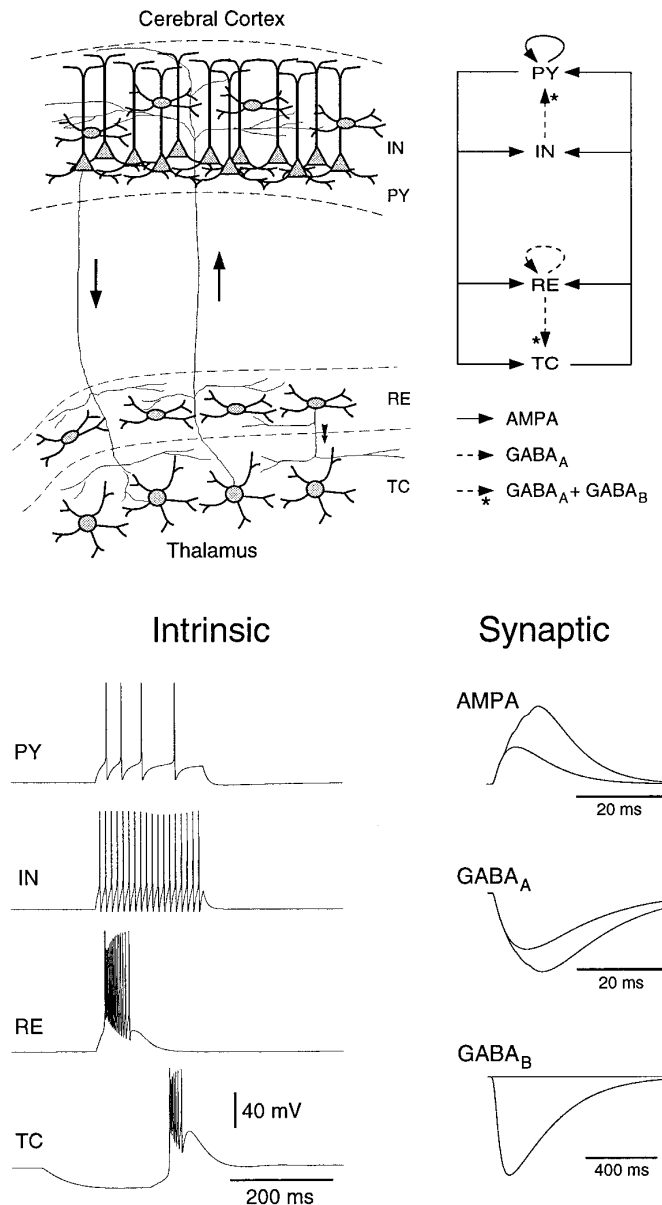 Cerebral Cortex
IN
PY
RE
TC
Thalamus
PY
*
IN
RE
*
TC
AMPA
GABA_A
GABA_A + GABA_B
*
Intrinsic
PY
IN
RE
TC
40 mV
200 ms
Synaptic
AMPA
20 ms
GABA_A
20 ms
GABA_B
400 ms